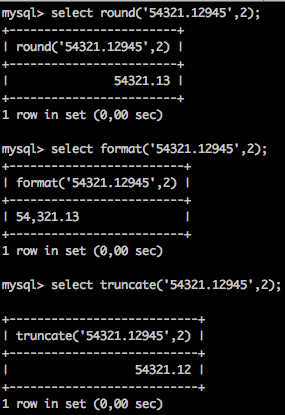 mysql> select round('54321.12945',2);
+-----------------------+
| round('54321.12945',2) |
+-----------------------+
|               54321.13 |
+-----------------------+
1 row in set (0,00 sec)
mysql> select format('54321.12945',2);
+-------------------------+
| format('54321.12945',2) |
+-------------------------+
| 54,321.13               |
+-------------------------+
1 row in set (0,00 sec)
mysql> select truncate('54321.12945',2);
+---------------------------+
| truncate('54321.12945',2) |
+---------------------------+
|                  54321.12 |
+---------------------------+
1 row in set (0,00 sec)